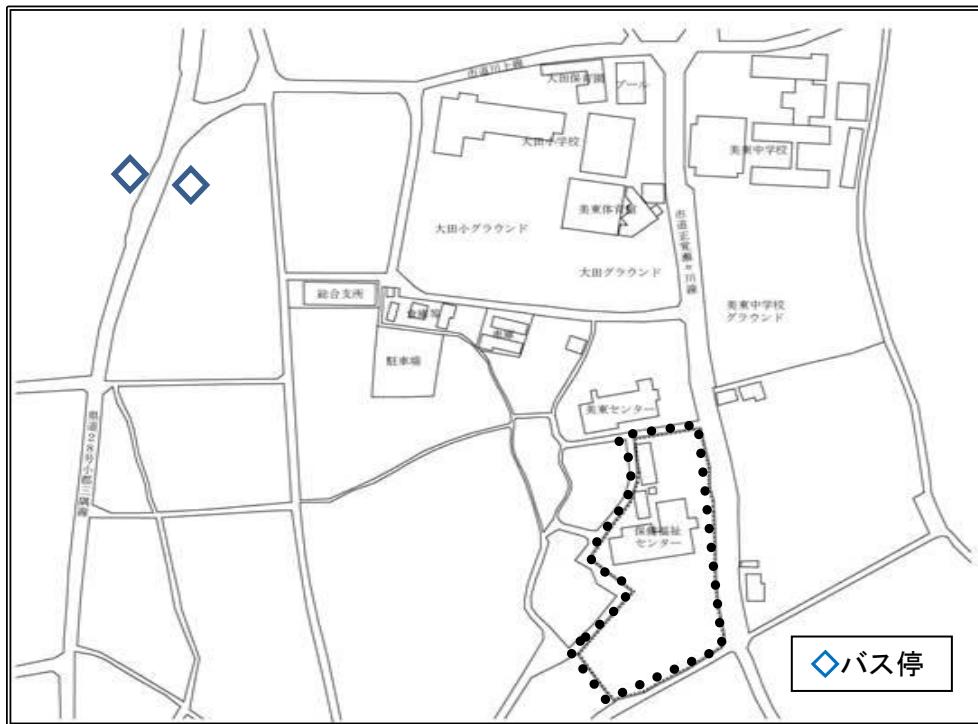 市道川上線
大田保育園
プール
大田小学校
美東中学校
美東体育館
大田小グラウンド
市道正覚瀬ヶ川線
大田グラウンド
総合支所
倉庫
美東中学校
グラウンド
駐車場
美東センター
県道28号小郡三隅線
保健福祉
センター
◇バス停